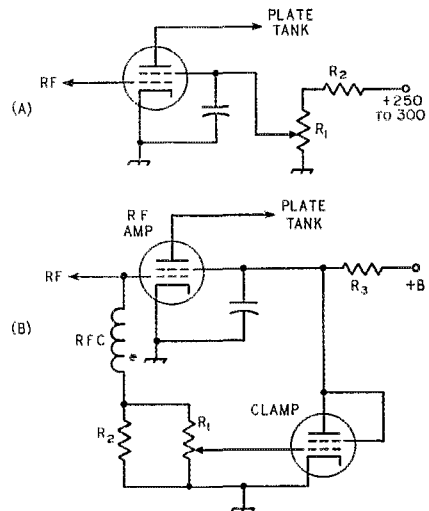 PLATE
TANK
RF
(A)
R2
+250
TO 300
R1
RF
AMP
PLATE
TANK
RF
(B)
R3
+B
RFC
CLAMP
R2
R1